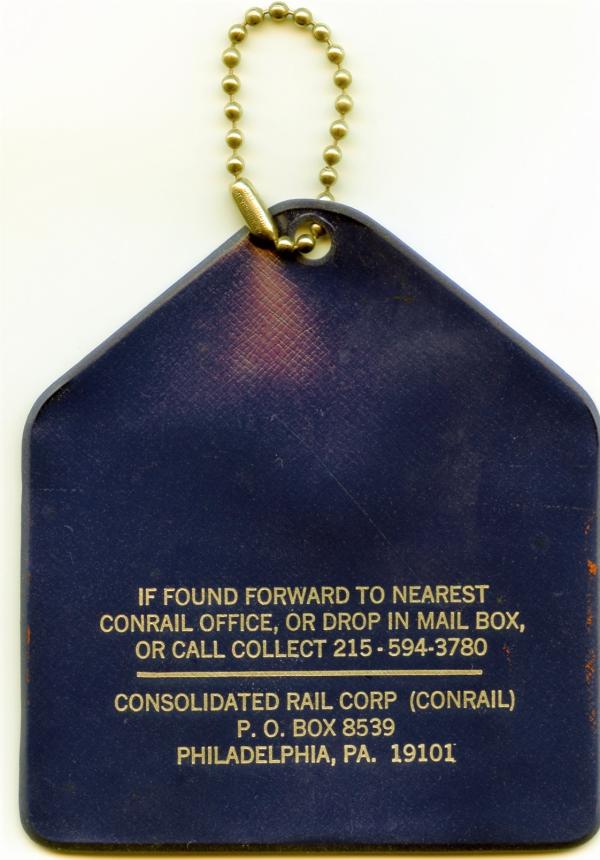 IF FOUND FORWARD TO NEAREST
CONRAIL OFFICE, OR DROP IN MAIL BOX,
OR CALL COLLECT 215 - 594-3780
CONSOLIDATED RAIL CORP (CONRAIL)
P. O. BOX 8539
PHILADELPHIA, PA. 19101